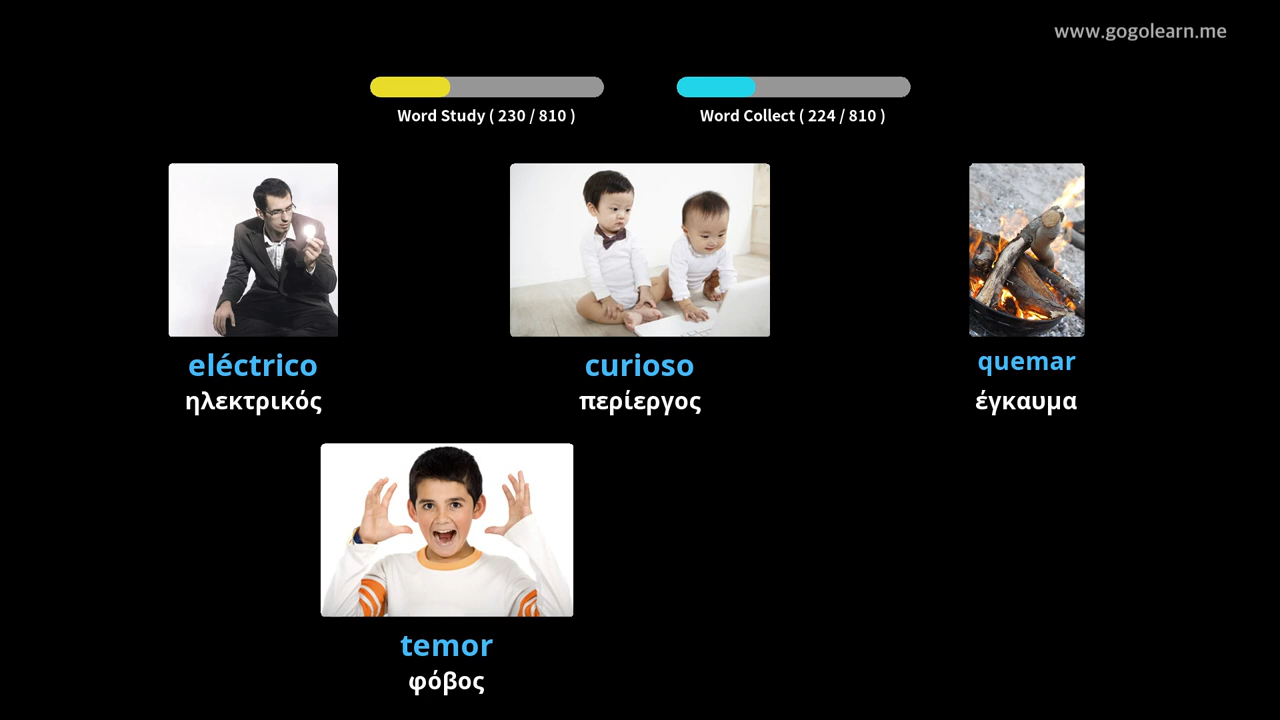 www.gogolearn.me
Word Study ( 230 / 810 )
Word Collect ( 224 / 810 )
eléctrico
ηλεκτρικός
curioso
περίεργος
quemar
έγκαυμα
temor
φόβος